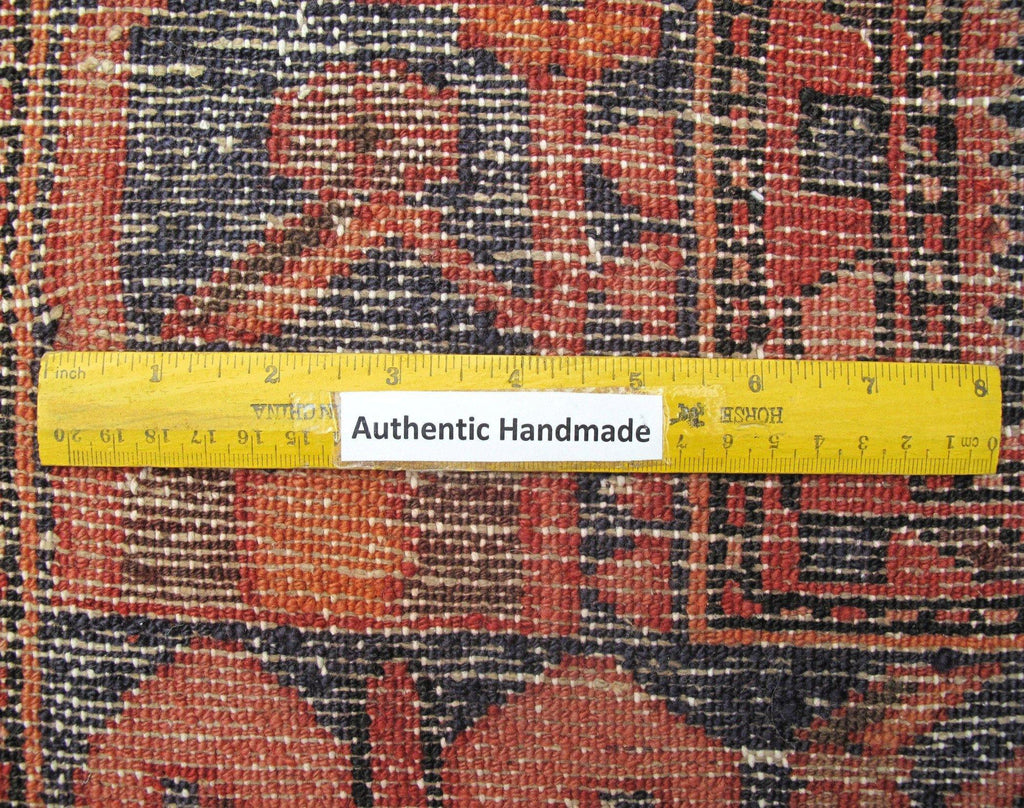 inch 1 2 3 4 5 6 7 8
Authentic Handmade
HORSE
N CHINA
20 19 18 17 16 15 7 6 5 4 3 2 1 cm 0